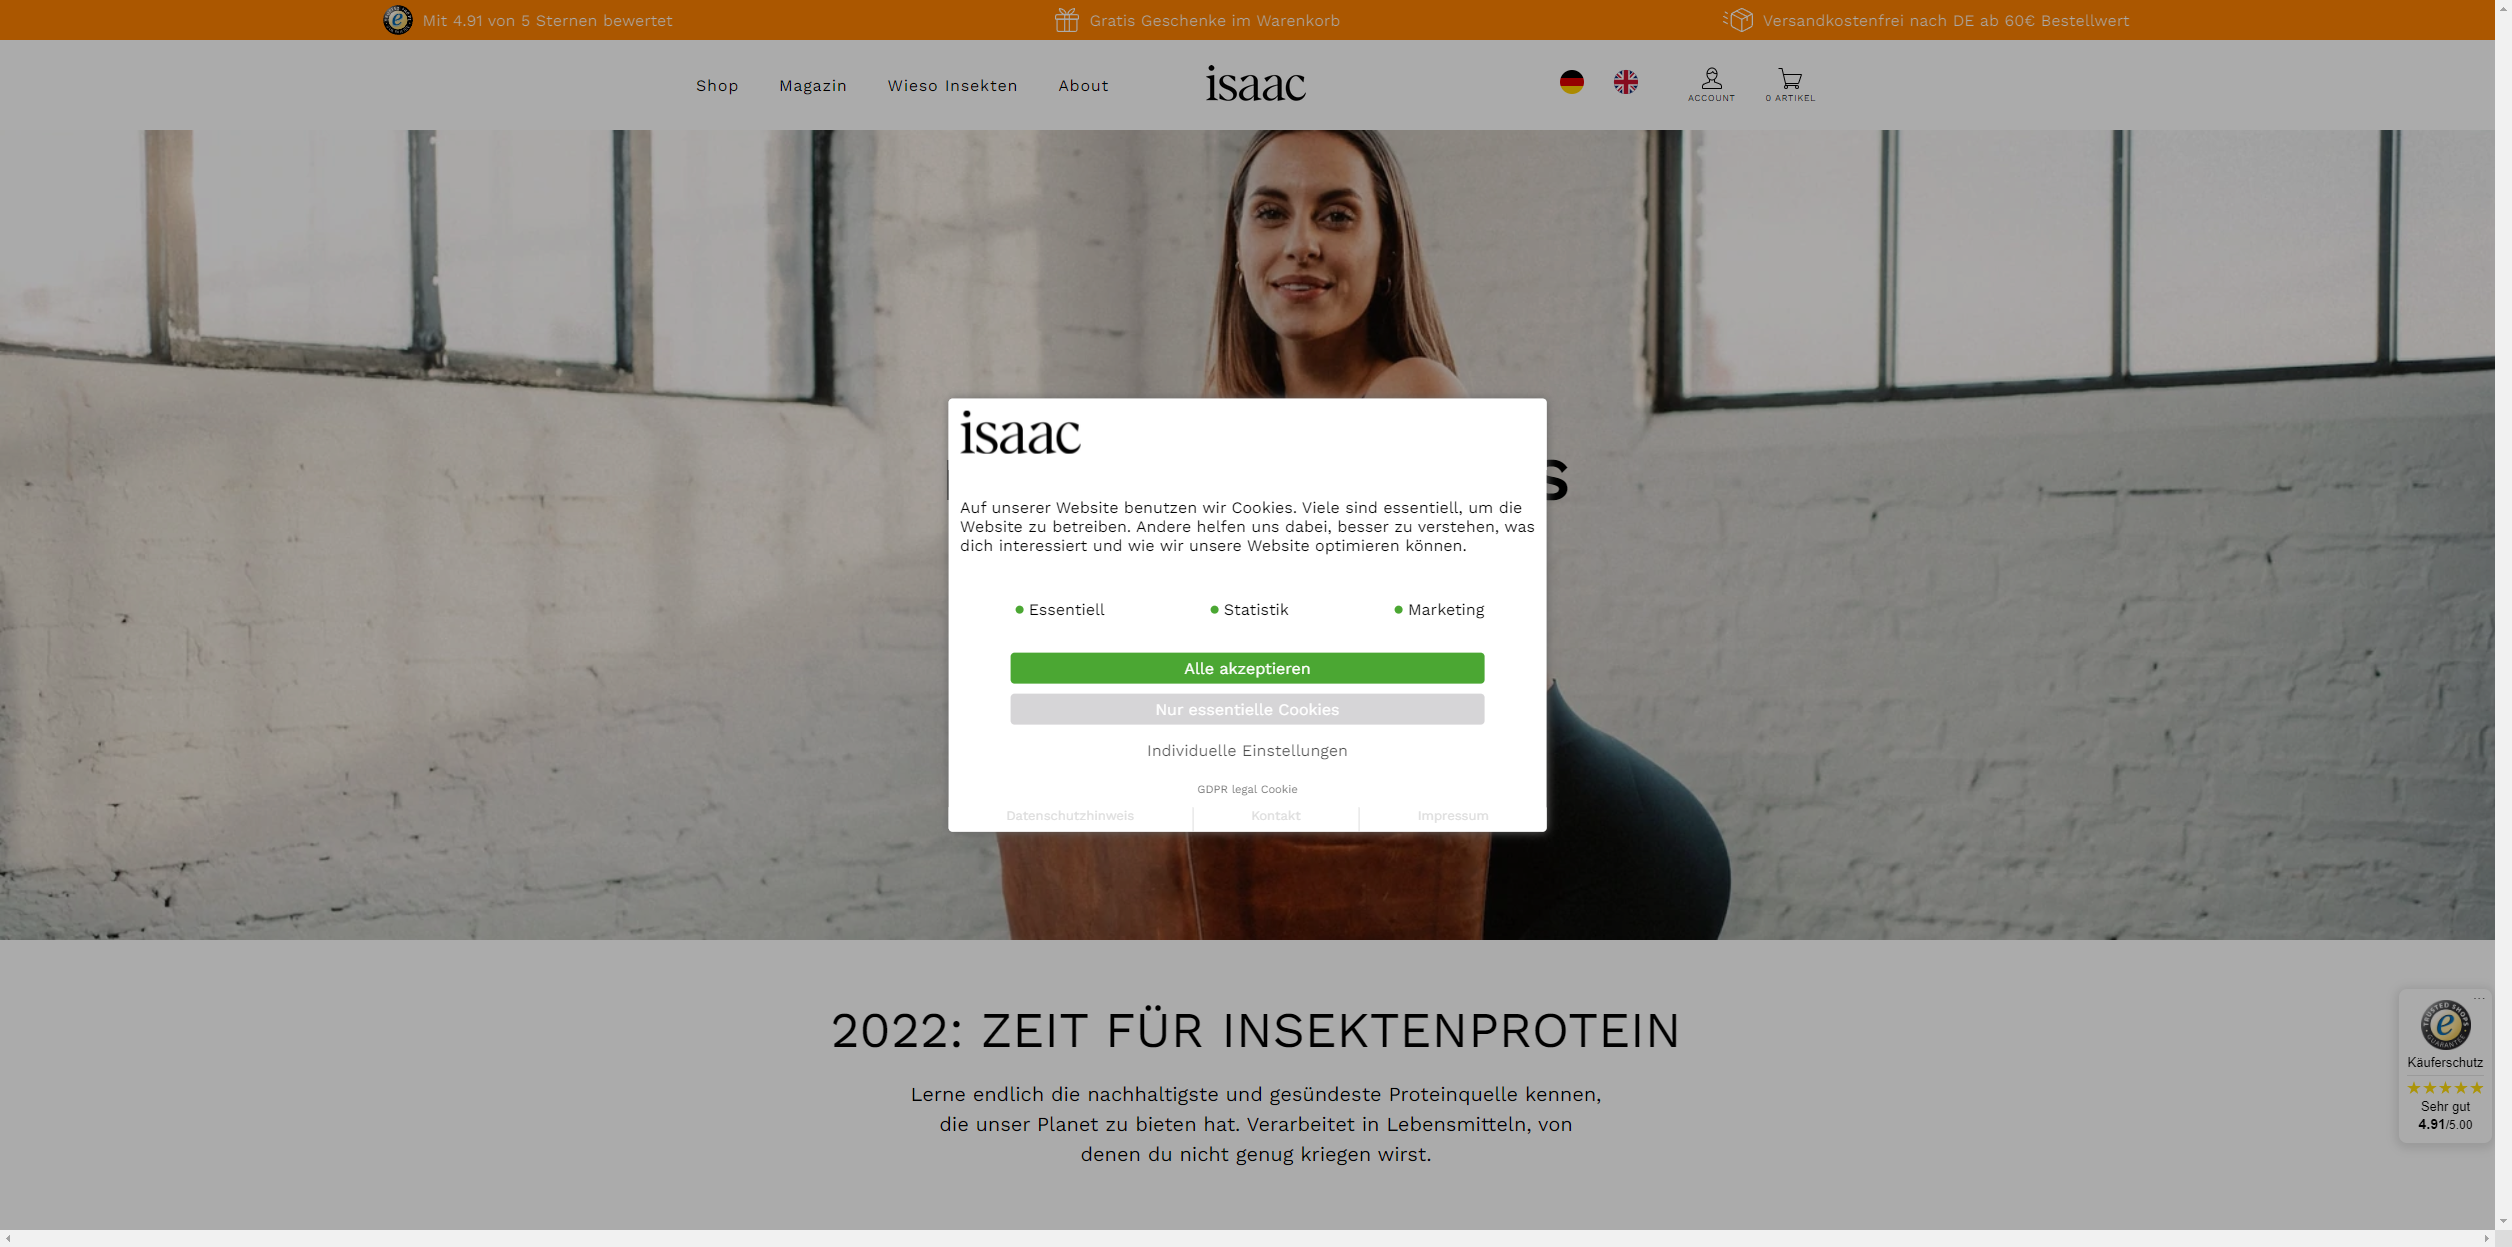 Mit 4.91 von 5 Sternen bewertet
Gratis Geschenke im Warenkorb
Versandkostenfrei nach DE ab 60€ Bestellwert
Shop
Magazin
Wieso Insekten
About
isaac
ACCOUNT
0 ARTIKEL
isaac
Auf unserer Website benutzen wir Cookies. Viele sind essentiell, um die
Website zu betreiben. Andere helfen uns dabei, besser zu verstehen, was
dich interessiert und wie wir unsere Website optimieren können.
Essentiell
Statistik
Marketing
Alle akzeptieren
Nur essentielle Cookies
Individuelle Einstellungen
GDPR legal Cookie
Datenschutzhinweis
Kontakt
Impressum
2022: ZEIT FÜR INSEKTENPROTEIN
Lerne endlich die nachhaltigste und gesündeste Proteinquelle kennen,
die unser Planet zu bieten hat. Verarbeitet in Lebensmitteln, von
denen du nicht genug kriegen wirst.
TRUSTED SHOPS
GUARANTEE
Käuferschutz
Sehr gut
4.91/5.00